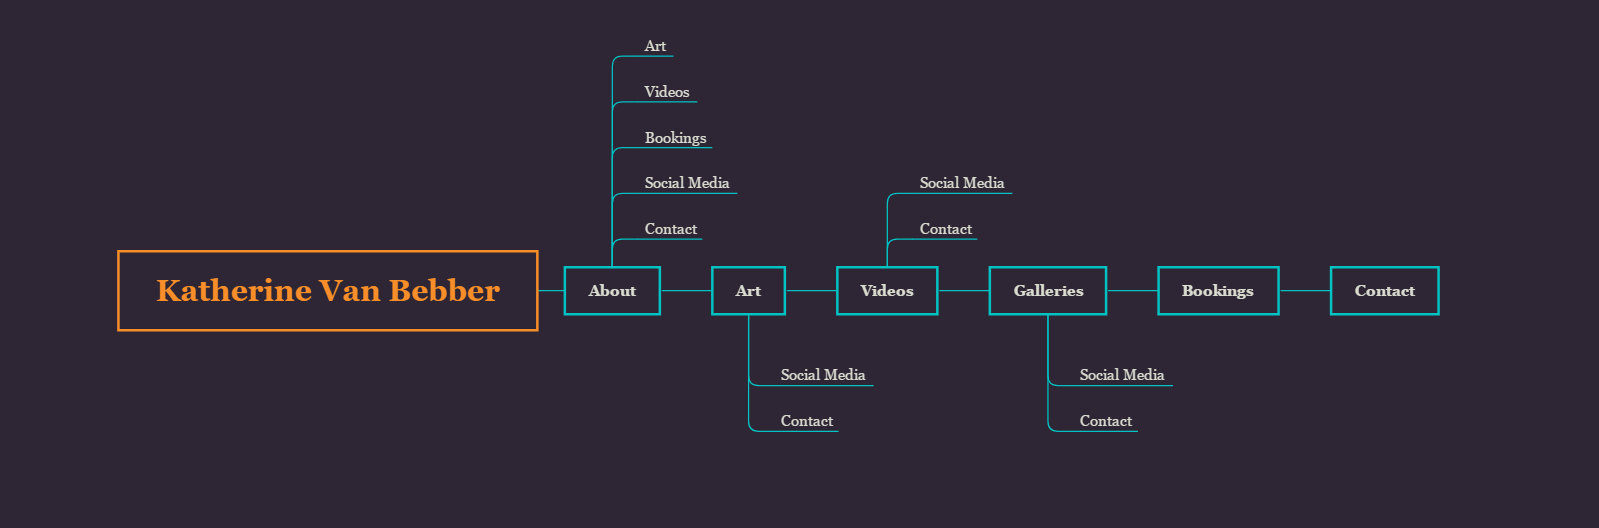 Art
Videos
Bookings
Social Media
Contact
Social Media
Contact
Katherine Van Bebber
About
Art
Videos
Galleries
Bookings
Contact
Social Media
Contact
Social Media
Contact